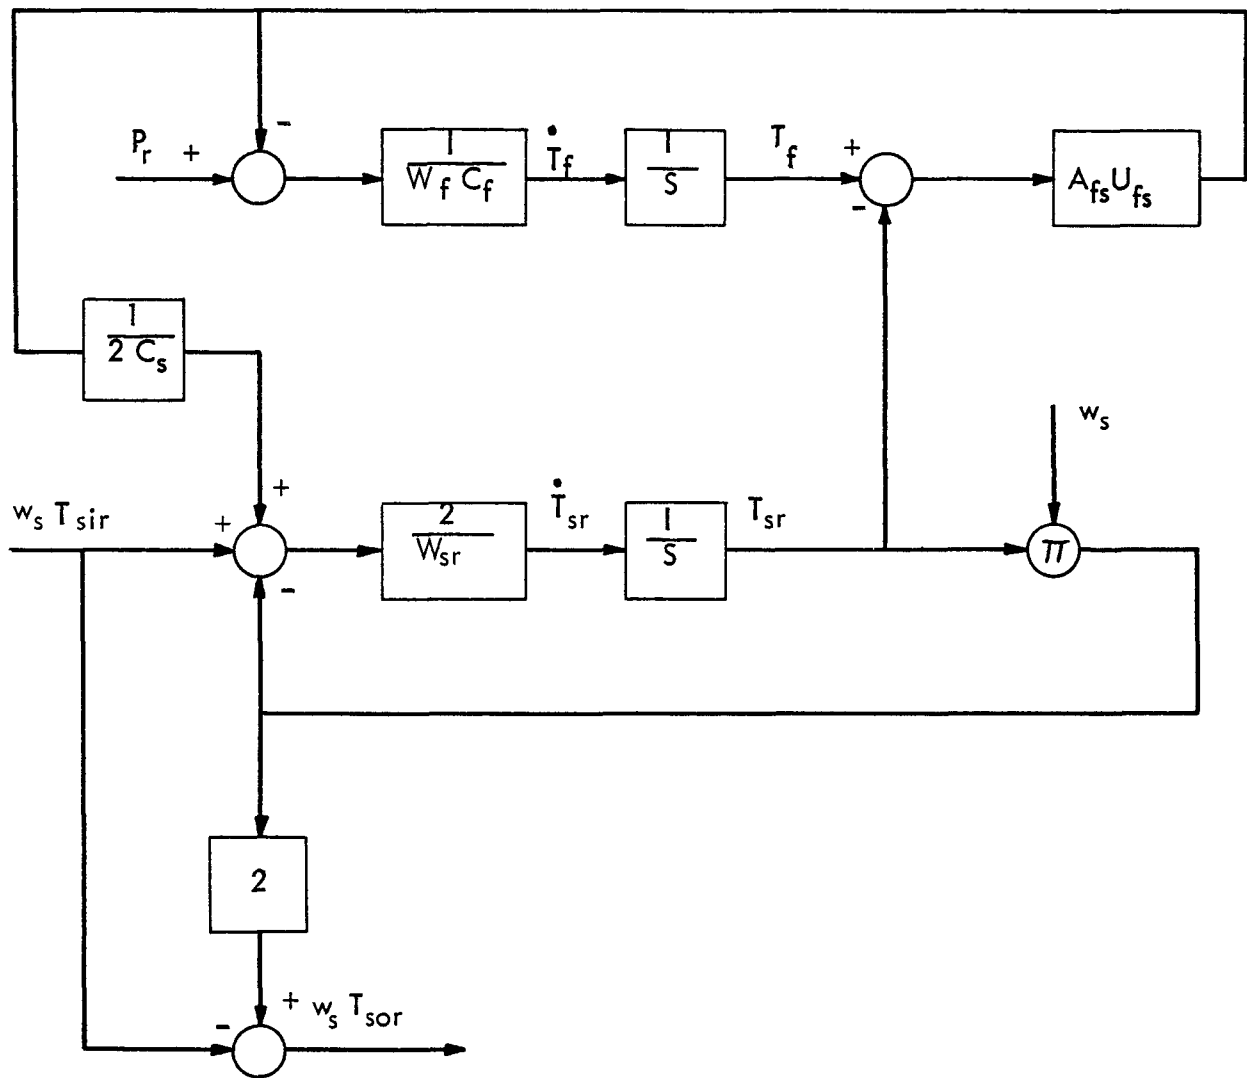 -
P_r +
1
W_f C_f
Ṫ_f
1
S
T_f
+
-
A_fs U_fs
1
2 C_s
w_s
+
w_s T_sir
+
-
2
W_sr
Ṫ_sr
1
S
T_sr
π
2
+ w_s T_sor
-